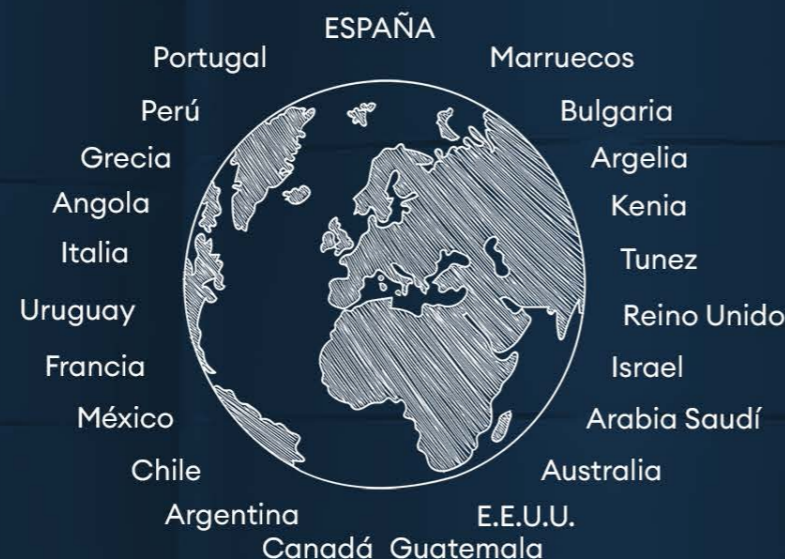 ESPAÑA
Portugal
Marruecos
Perú
Bulgaria
Grecia
Argelia
Angola
Kenia
Italia
Tunez
Uruguay
Reino Unido
Francia
Israel
México
Arabia Saudí
Chile
Australia
Argentina
E.E.U.U.
Canadá Guatemala